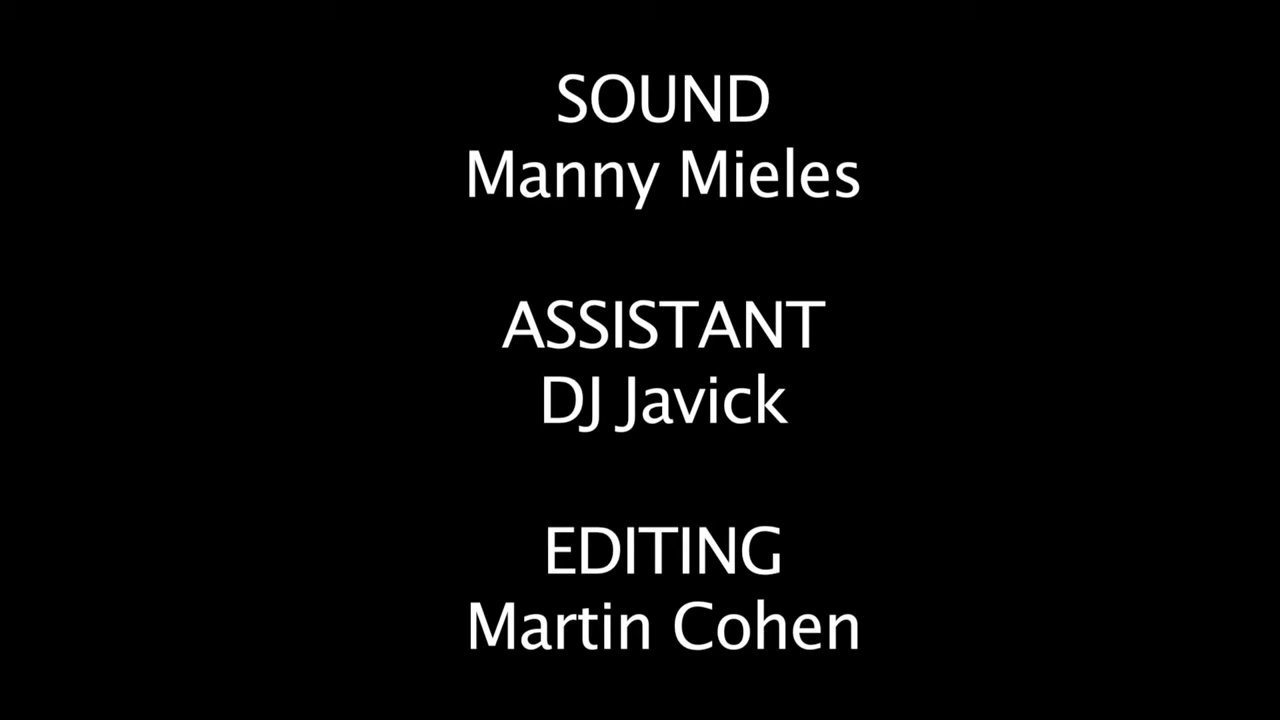 SOUND
Manny Mieles
ASSISTANT
DJ Javick
EDITING
Martin Cohen